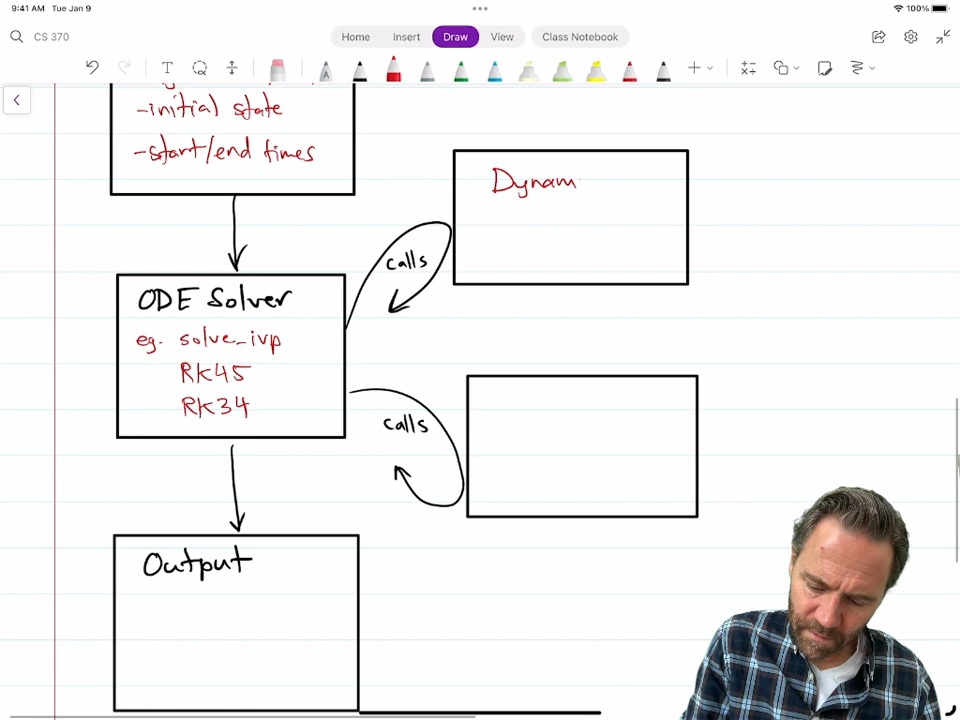 9:41 AM Tue Jan 9
100%
CS 370
Home Insert Draw View Class Notebook
-initial state
-start/end times
Dynam
calls
ODE Solver
eg. solve_ivp
RK45
RK34
calls
Output